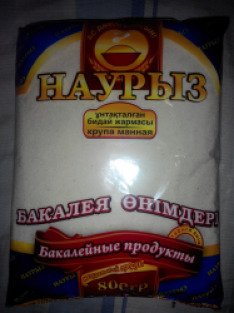 НАУРЫЗ
ұнтақталған
бидай жармасы
крупа манная
БАКАЛЕЯ ӨНІМДЕРІ
Бакалейные продукты
800гр